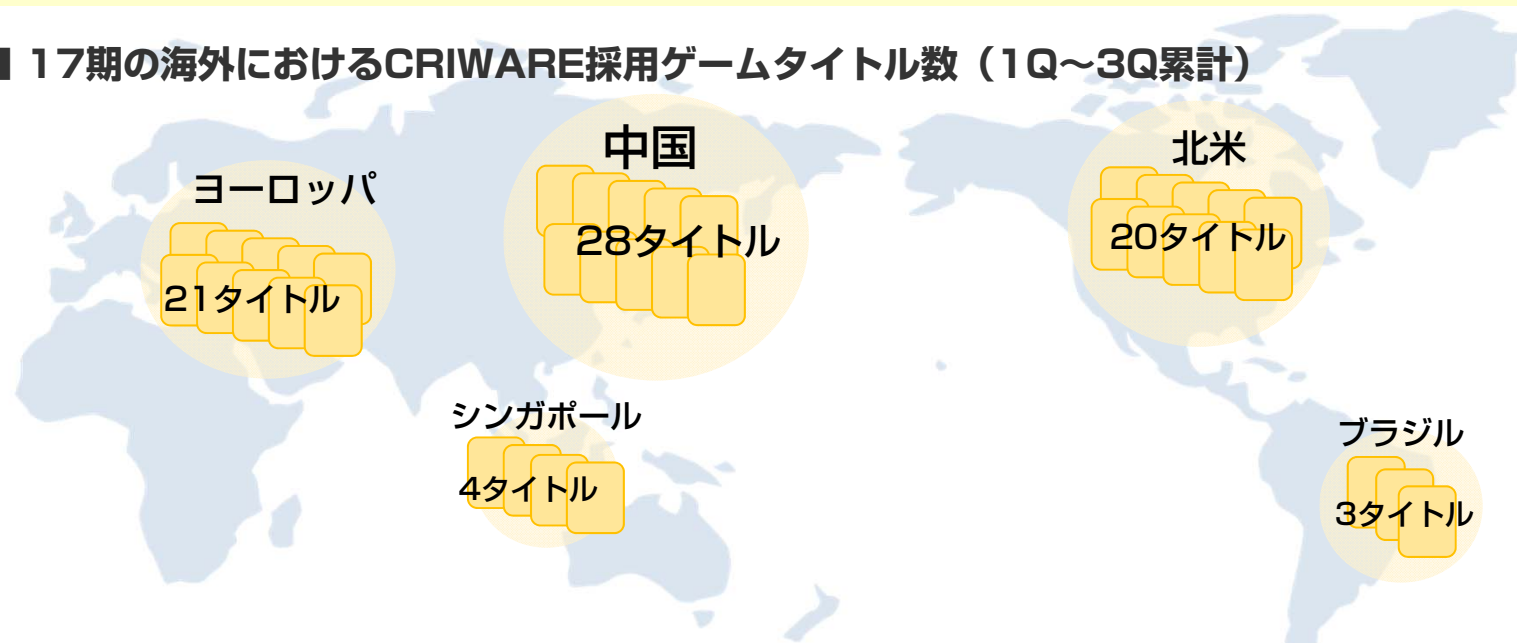 ■ 17期の海外におけるCRIWARE採用ゲームタイトル数（1Q～3Q累計）
ヨーロッパ
21タイトル
中国
28タイトル
北米
20タイトル
シンガポール
4タイトル
ブラジル
3タイトル